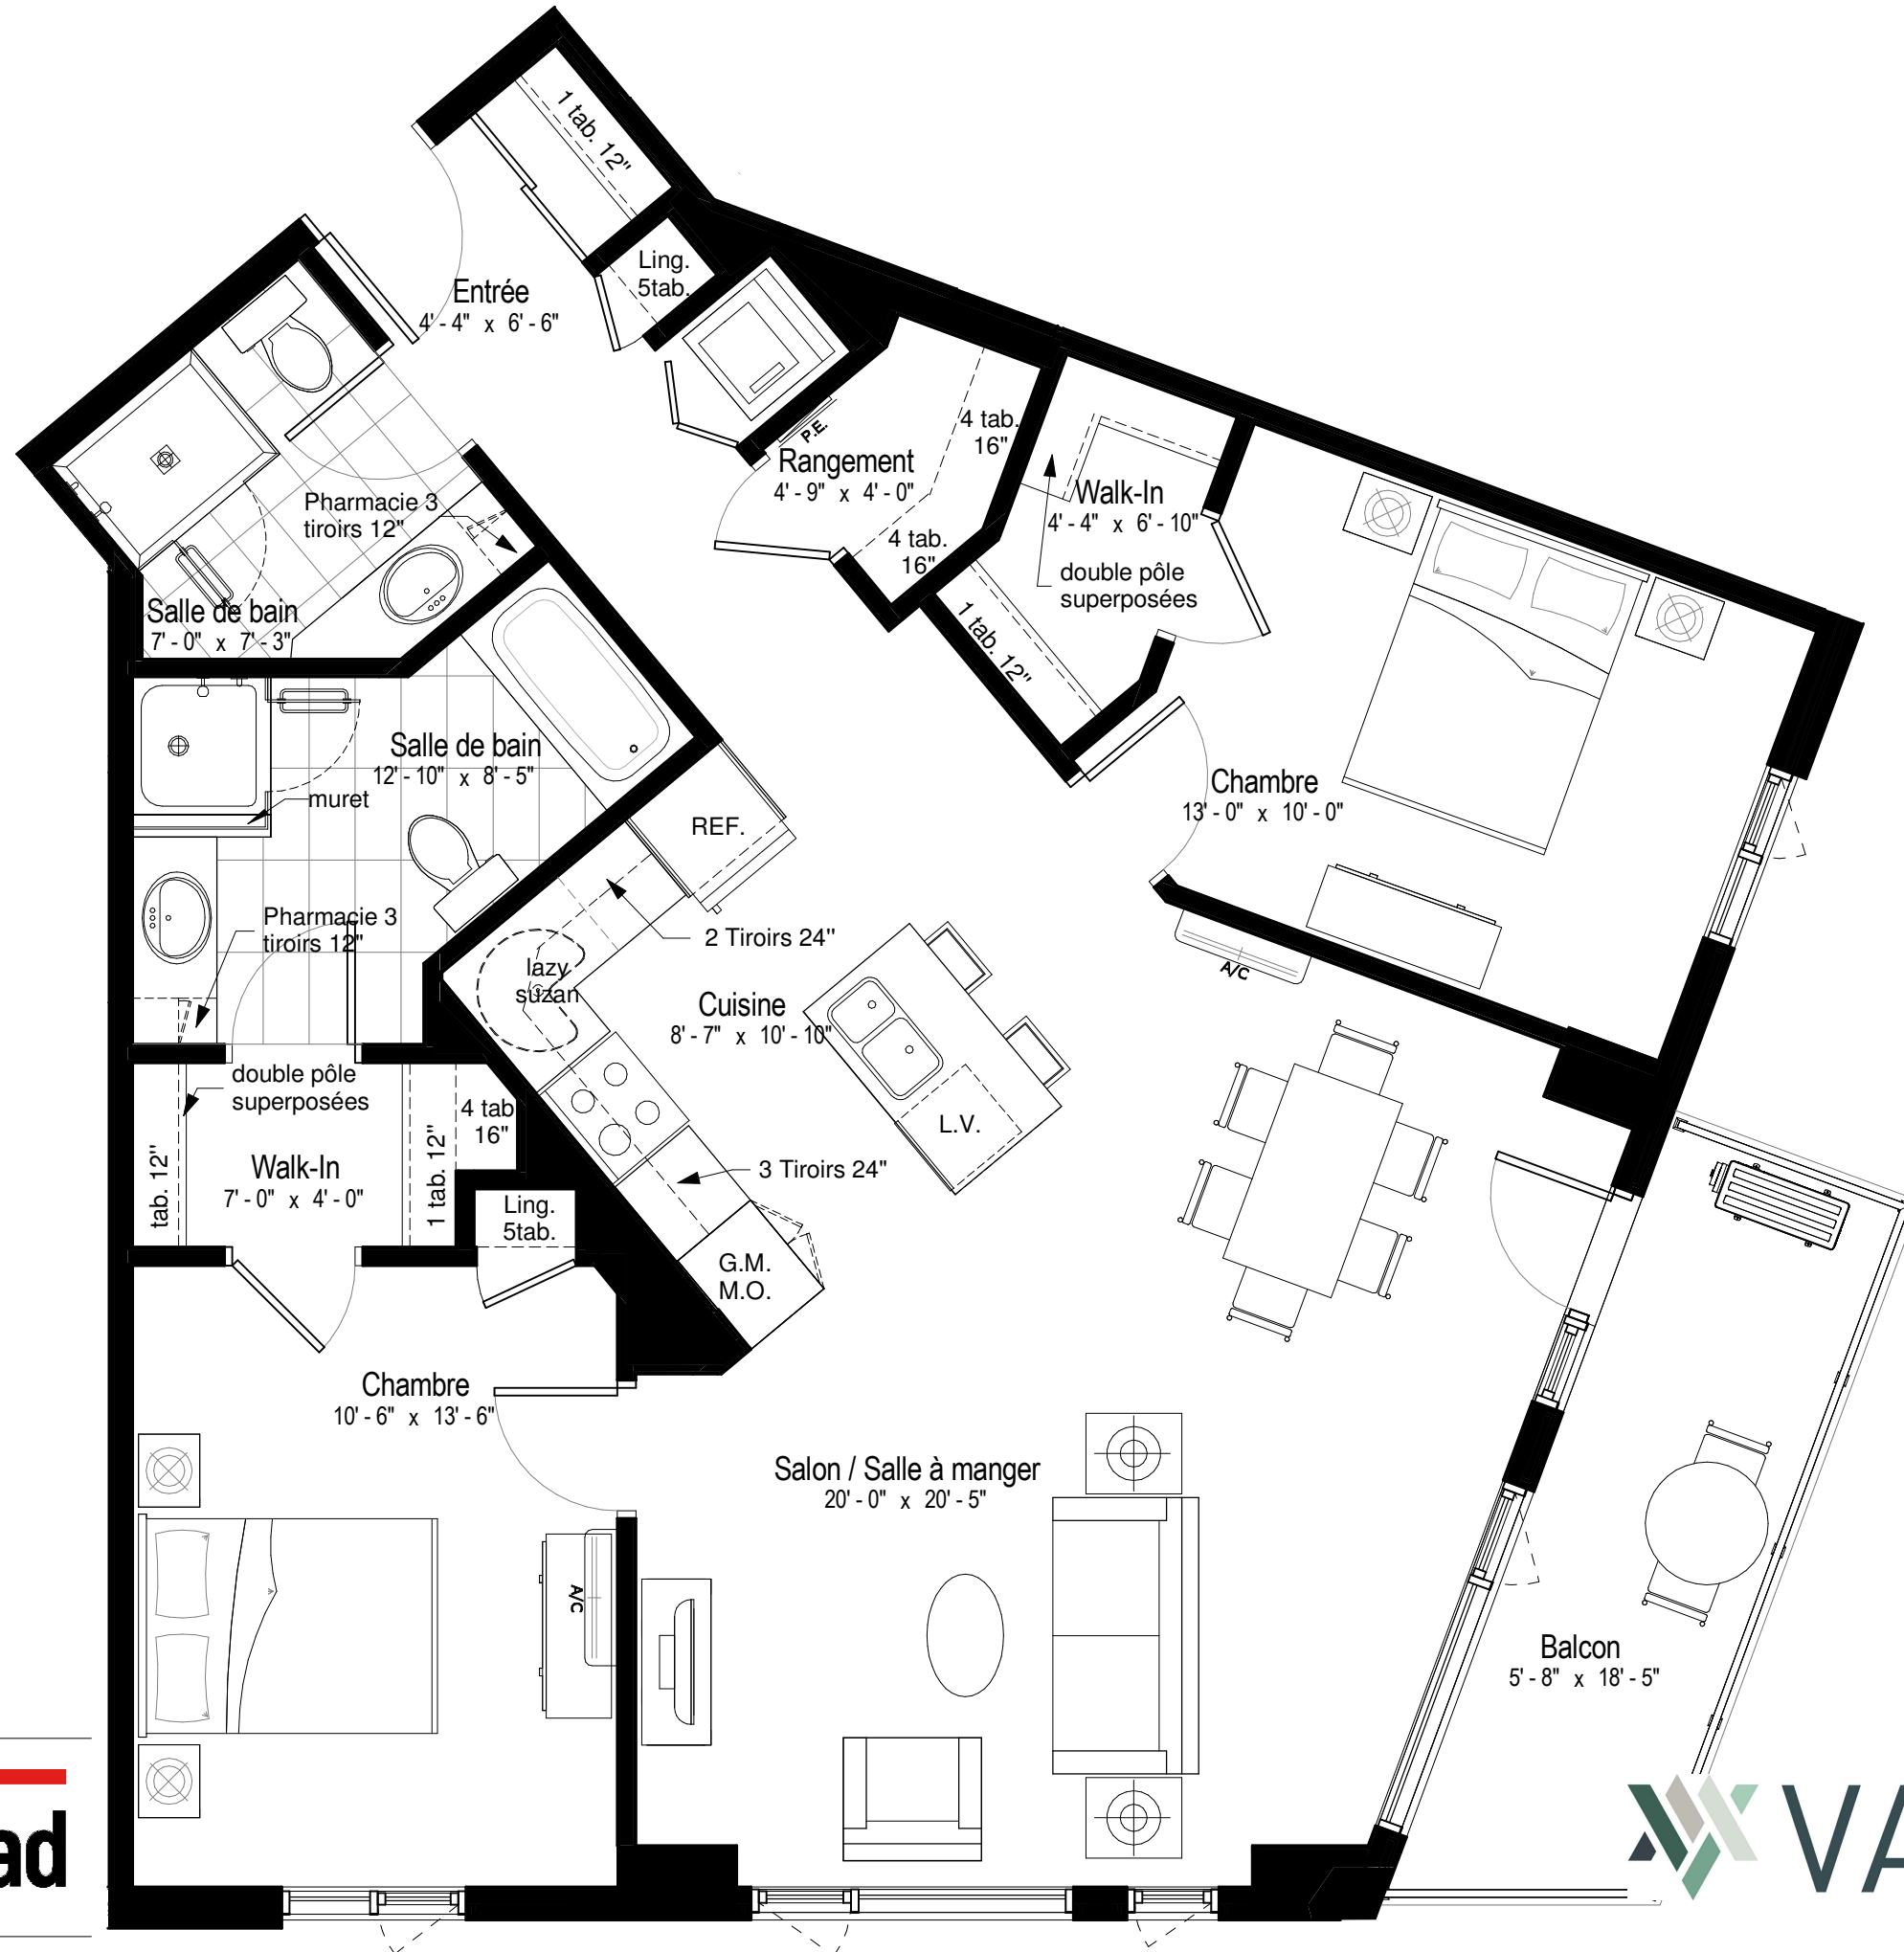 1 tab. 12"
Ling.
5tab.
Entrée
4' - 4" x 6' - 6"
P.E.
4 tab.
16"
Rangement
4' - 9" x 4' - 0"
4 tab.
16"
Walk-In
4' - 4" x 6' - 10"
double pôle
superposées
1 tab. 12"
Pharmacie 3
tiroirs 12"
Salle de bain
7' - 0" x 7' - 3"
Salle de bain
12' - 10" x 8' - 5"
muret
REF.
Chambre
13' - 0" x 10' - 0"
A/C
Pharmacie 3
tiroirs 12"
2 Tiroirs 24"
lazy
suzan
Cuisine
8' - 7" x 10' - 10"
L.V.
double pôle
superposées
4 tab
16"
tab. 12"
Walk-In
7' - 0" x 4' - 0"
1 tab. 12"
3 Tiroirs 24"
Ling.
5tab.
G.M.
M.O.
Chambre
10' - 6" x 13' - 6"
A/C
Salon / Salle à manger
20' - 0" x 20' - 5"
Balcon
5' - 8" x 18' - 5"
ad
VA